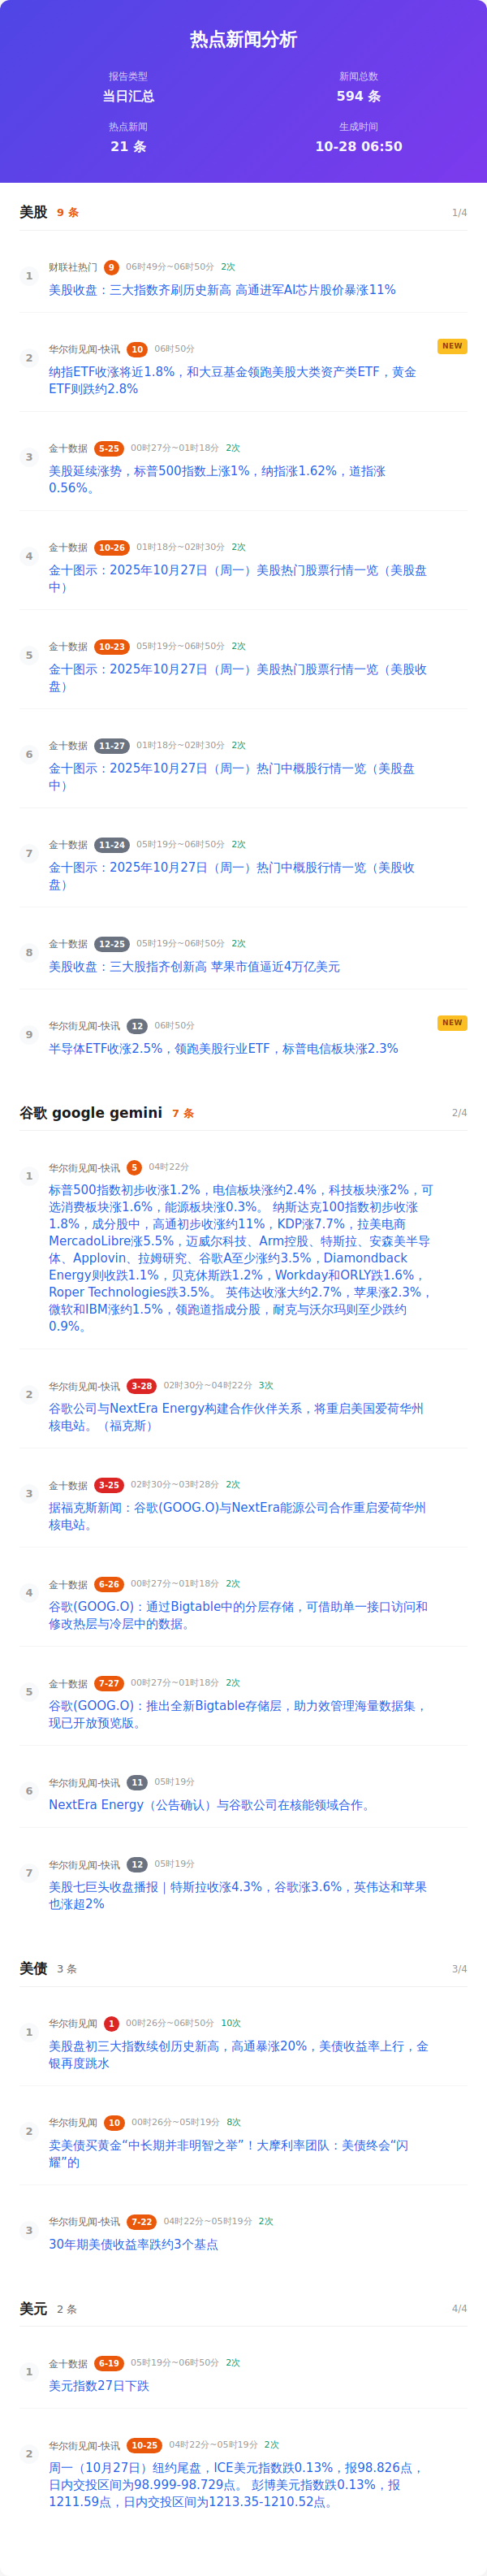 热点新闻分析
报告类型
当日汇总
新闻总数
594 条
热点新闻
21 条
生成时间
10-28 06:50
美股 9 条 1/4
1
财联社热门 9 06时49分~06时50分 2次
美股收盘：三大指数齐刷历史新高 高通进军AI芯片股价暴涨11%
2
华尔街见闻-快讯 10 06时50分 NEW
纳指ETF收涨将近1.8%，和大豆基金领跑美股大类资产类ETF，黄金
ETF则跌约2.8%
3
金十数据 5-25 00时27分~01时18分 2次
美股延续涨势，标普500指数上涨1%，纳指涨1.62%，道指涨
0.56%。
4
金十数据 10-26 01时18分~02时30分 2次
金十图示：2025年10月27日（周一）美股热门股票行情一览（美股盘
中）
5
金十数据 10-23 05时19分~06时50分 2次
金十图示：2025年10月27日（周一）美股热门股票行情一览（美股收
盘）
6
金十数据 11-27 01时18分~02时30分 2次
金十图示：2025年10月27日（周一）热门中概股行情一览（美股盘
中）
7
金十数据 11-24 05时19分~06时50分 2次
金十图示：2025年10月27日（周一）热门中概股行情一览（美股收
盘）
8
金十数据 12-25 05时19分~06时50分 2次
美股收盘：三大股指齐创新高 苹果市值逼近4万亿美元
9
华尔街见闻-快讯 12 06时50分 NEW
半导体ETF收涨2.5%，领跑美股行业ETF，标普电信板块涨2.3%
谷歌 google gemini 7 条 2/4
1
华尔街见闻-快讯 5 04时22分
标普500指数初步收涨1.2%，电信板块涨约2.4%，科技板块涨2%，可
选消费板块涨1.6%，能源板块涨0.3%。 纳斯达克100指数初步收涨
1.8%，成分股中，高通初步收涨约11%，KDP涨7.7%，拉美电商
MercadoLibre涨5.5%，迈威尔科技、Arm控股、特斯拉、安森美半导
体、Applovin、拉姆研究、谷歌A至少涨约3.5%，Diamondback
Energy则收跌1.1%，贝克休斯跌1.2%，Workday和ORLY跌1.6%，
Roper Technologies跌3.5%。 英伟达收涨大约2.7%，苹果涨2.3%，
微软和IBM涨约1.5%，领跑道指成分股，耐克与沃尔玛则至少跌约
0.9%。
2
华尔街见闻-快讯 3-28 02时30分~04时22分 3次
谷歌公司与NextEra Energy构建合作伙伴关系，将重启美国爱荷华州
核电站。（福克斯）
3
金十数据 3-25 02时30分~03时28分 2次
据福克斯新闻：谷歌(GOOG.O)与NextEra能源公司合作重启爱荷华州
核电站。
4
金十数据 6-26 00时27分~01时18分 2次
谷歌(GOOG.O)：通过Bigtable中的分层存储，可借助单一接口访问和
修改热层与冷层中的数据。
5
金十数据 7-27 00时27分~01时18分 2次
谷歌(GOOG.O)：推出全新Bigtable存储层，助力效管理海量数据集，
现已开放预览版。
6
华尔街见闻-快讯 11 05时19分
NextEra Energy（公告确认）与谷歌公司在核能领域合作。
7
华尔街见闻-快讯 12 05时19分
美股七巨头收盘播报｜特斯拉收涨4.3%，谷歌涨3.6%，英伟达和苹果
也涨超2%
美债 3 条 3/4
1
华尔街见闻 1 00时26分~06时50分 10次
美股盘初三大指数续创历史新高，高通暴涨20%，美债收益率上行，金
银再度跳水
2
华尔街见闻 10 00时26分~05时19分 8次
卖美债买黄金“中长期并非明智之举”！大摩利率团队：美债终会“闪
耀”的
3
华尔街见闻-快讯 7-22 04时22分~05时19分 2次
30年期美债收益率跌约3个基点
美元 2 条 4/4
1
金十数据 6-19 05时19分~06时50分 2次
美元指数27日下跌
2
华尔街见闻-快讯 10-25 04时22分~05时19分 2次
周一（10月27日）纽约尾盘，ICE美元指数跌0.13%，报98.826点，
日内交投区间为98.999-98.729点。 彭博美元指数跌0.13%，报
1211.59点，日内交投区间为1213.35-1210.52点。